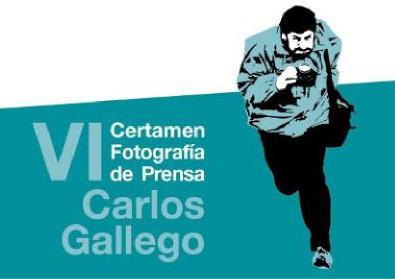 VI Certamen
Fotografía
de Prensa
Carlos
Gallego